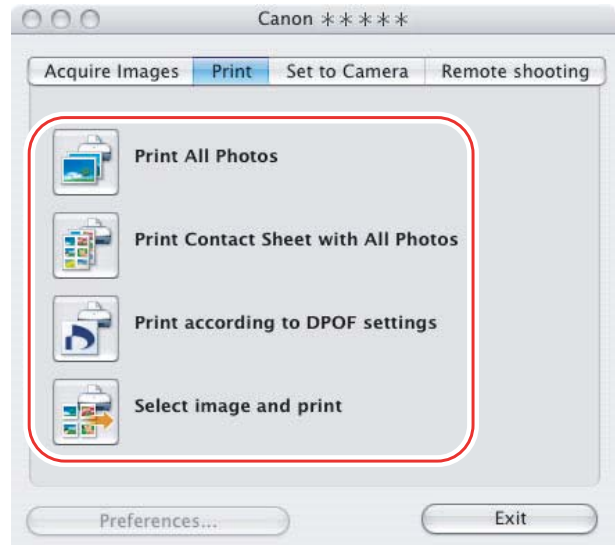 Canon ＊＊＊＊＊
Acquire Images Print Set to Camera Remote shooting
Print All Photos
Print Contact Sheet with All Photos
Print according to DPOF settings
Select image and print
Preferences... Exit